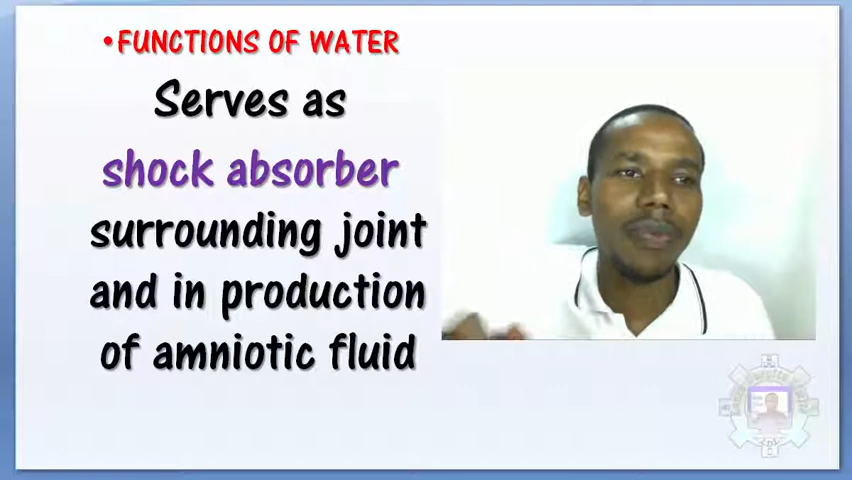 •FUNCTIONS OF WATER
Serves as
shock absorber
surrounding joint
and in production
of amniotic fluid